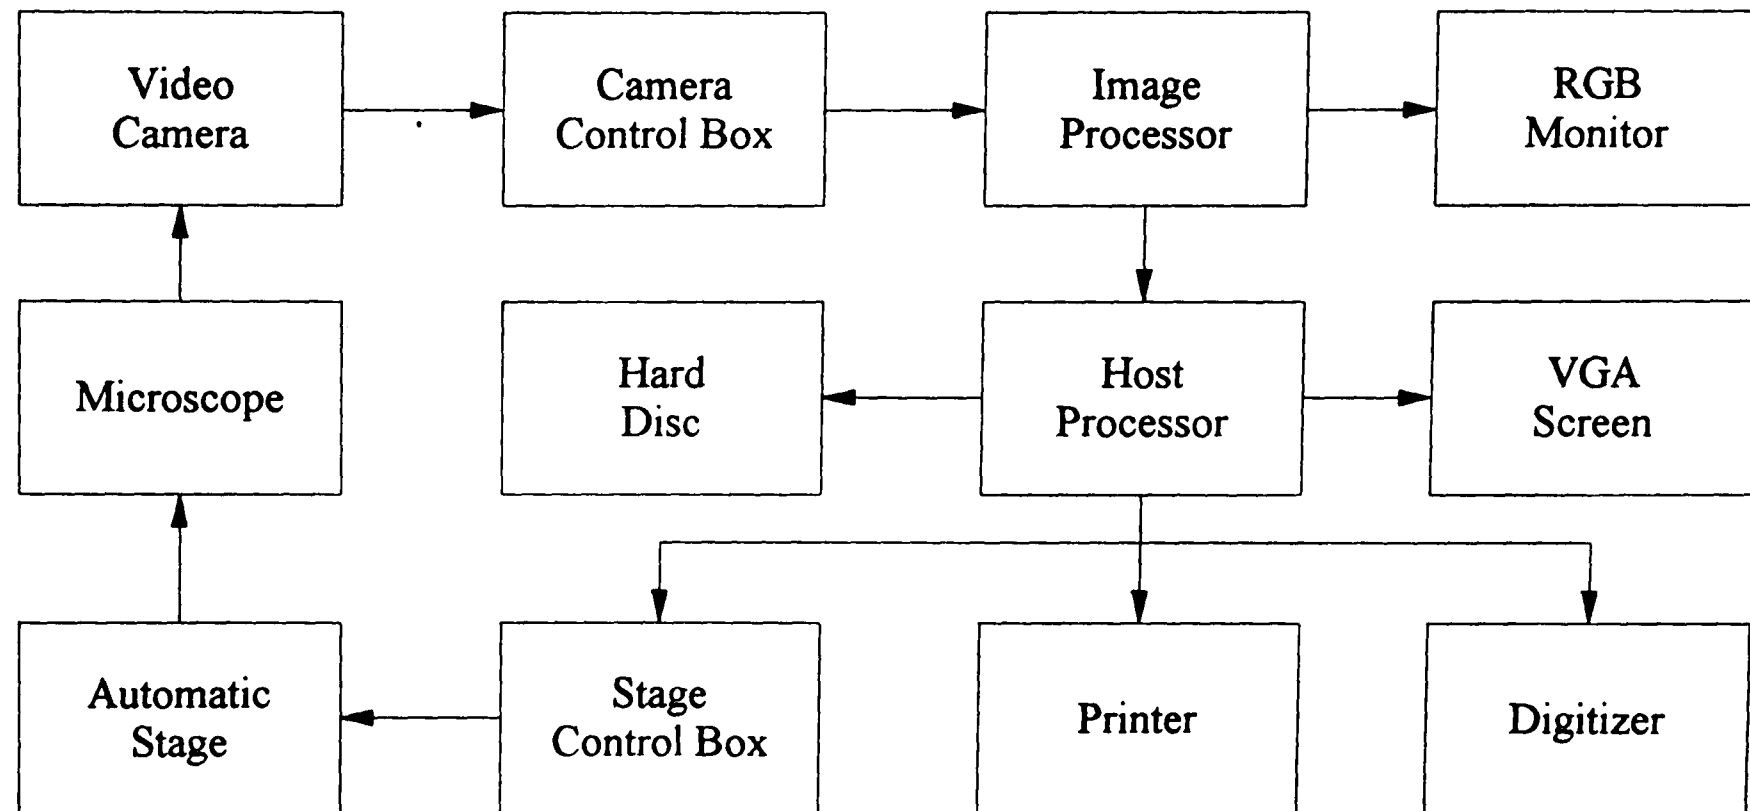 Video
Camera
Camera
Control Box
Image
Processor
RGB
Monitor
Microscope
Hard
Disc
Host
Processor
VGA
Screen
Automatic
Stage
Stage
Control Box
Printer
Digitizer